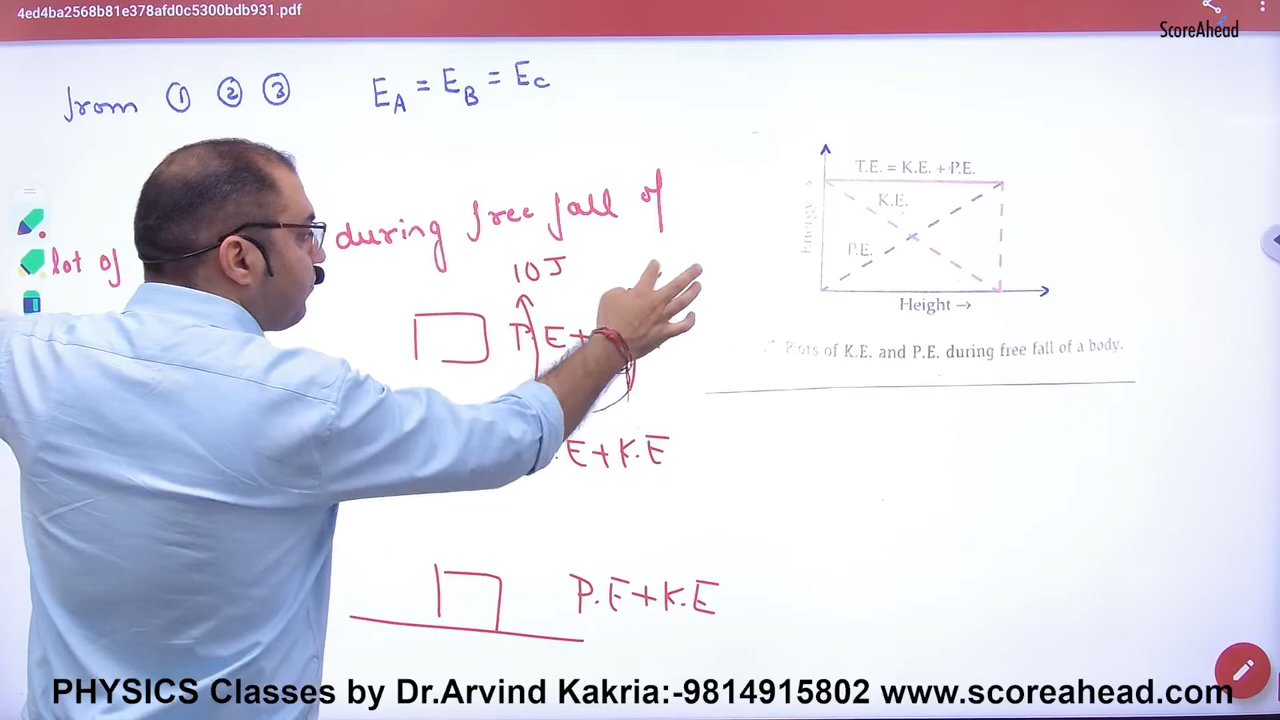 4ed4ba2568b81e378afd0c5300bdb931.pdf
ScoreAhead
from ① ② ③ E_A = E_B = E_C
lot of during free fall of
10 J
P.E +
E + K.E
P.E + K.E
T.E. = K.E. + P.E.
K.E.
P.E.
Energy →
Height →
Plots of K.E. and P.E. during free fall of a body.
PHYSICS Classes by Dr.Arvind Kakria:-9814915802 www.scoreahead.com